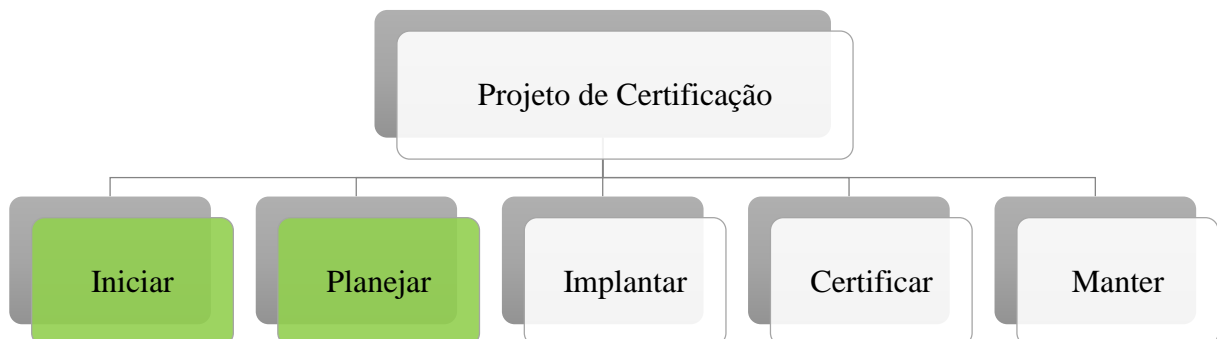 Projeto de Certificação
Iniciar
Planejar
Implantar
Certificar
Manter